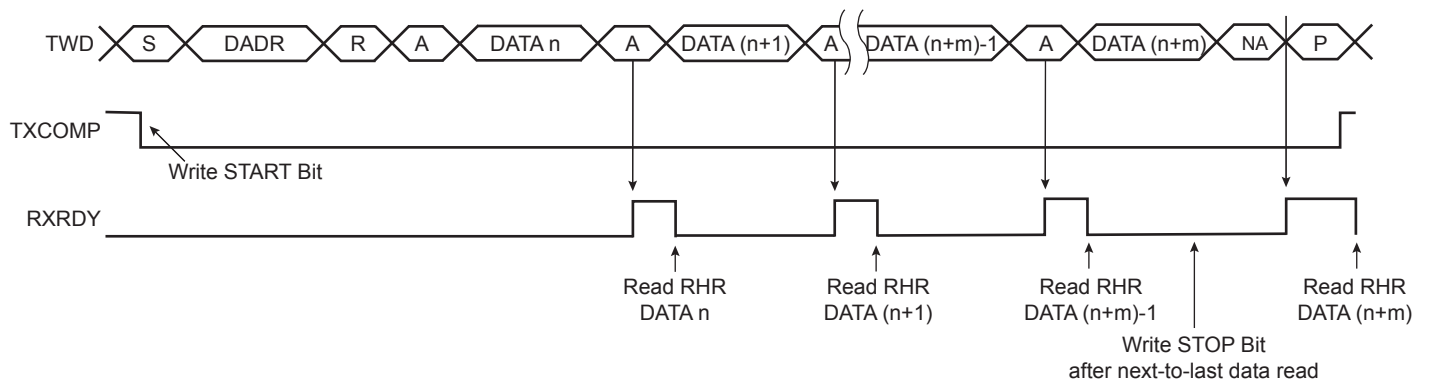 TWD S DADR R A DATA n A DATA (n+1) A DATA (n+m)-1 A DATA (n+m) NA P
TXCOMP
Write START Bit
RXRDY
Read RHR
DATA n
Read RHR
DATA (n+1)
Read RHR
DATA (n+m)-1
Read RHR
DATA (n+m)
Write STOP Bit
after next-to-last data read